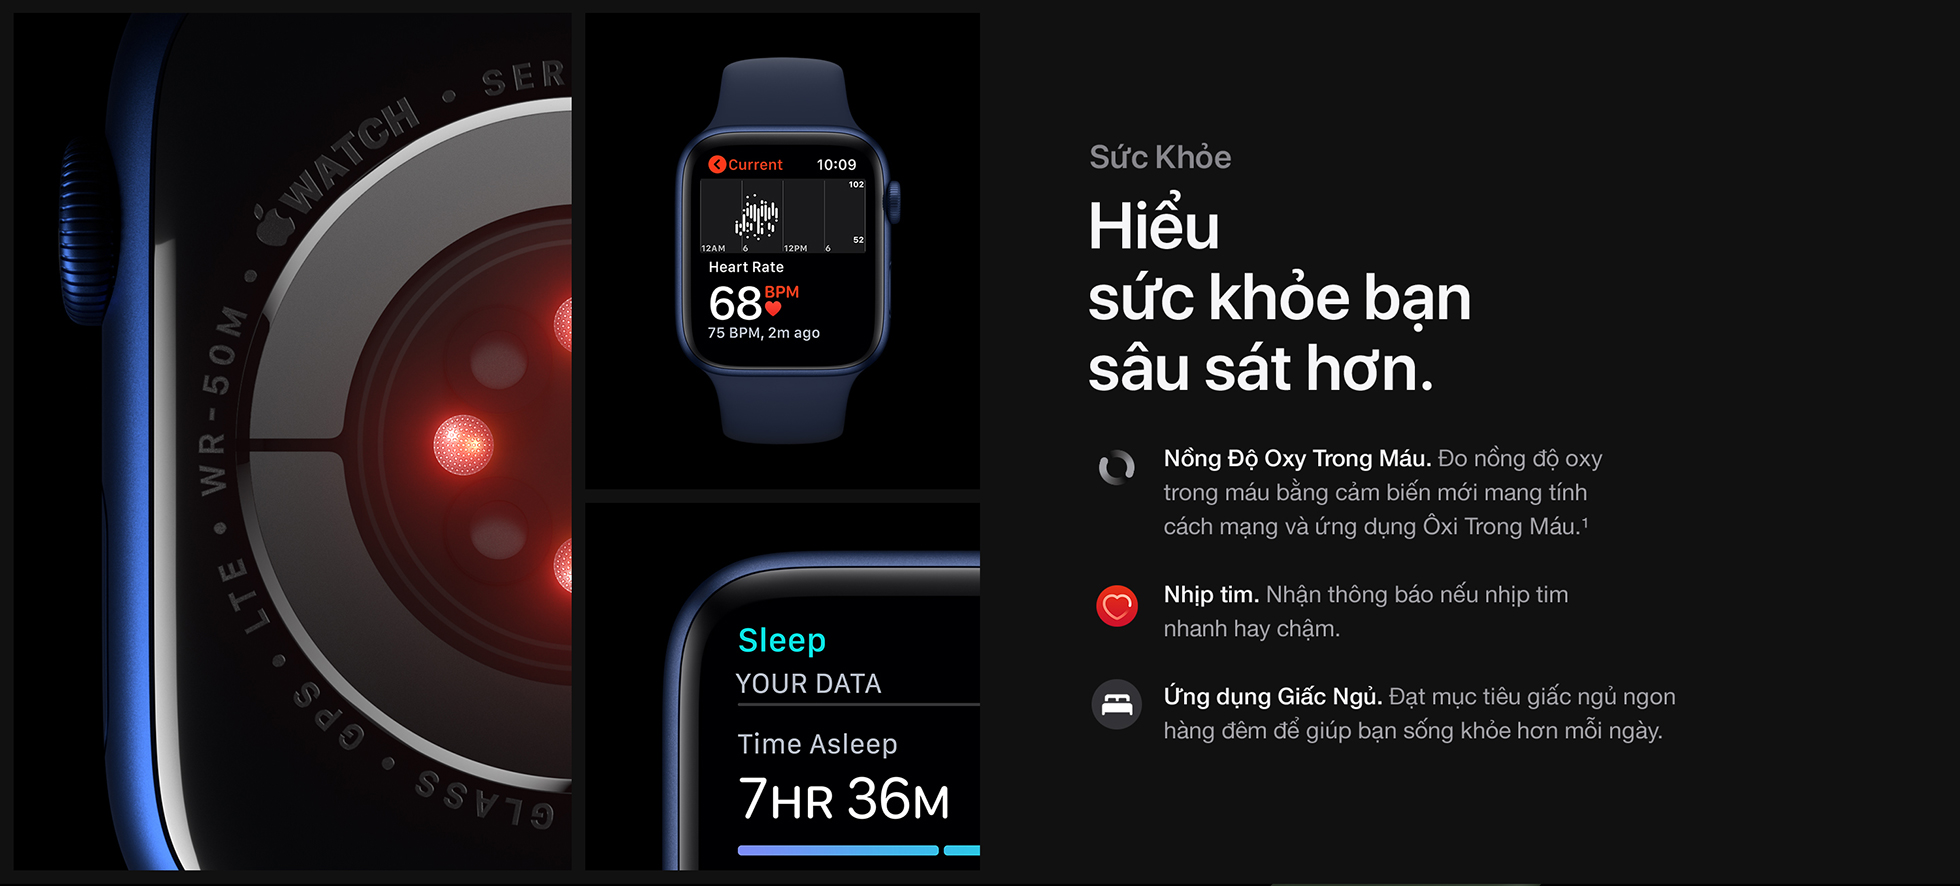 WATCH • SER
WR-50M •
LTE •
GPS •
GLASS
Current 10:09
102
52
12AM 6 12PM 6
Heart Rate
68 BPM
75 BPM, 2m ago
Sleep
YOUR DATA
Time Asleep
7HR 36M
Sức Khỏe
Hiểu
sức khỏe bạn
sâu sát hơn.
Nồng Độ Oxy Trong Máu. Đo nồng độ oxy
trong máu bằng cảm biến mới mang tính
cách mạng và ứng dụng Ôxi Trong Máu.¹
Nhịp tim. Nhận thông báo nếu nhịp tim
nhanh hay chậm.
Ứng dụng Giấc Ngủ. Đạt mục tiêu giấc ngủ ngon
hàng đêm để giúp bạn sống khỏe hơn mỗi ngày.